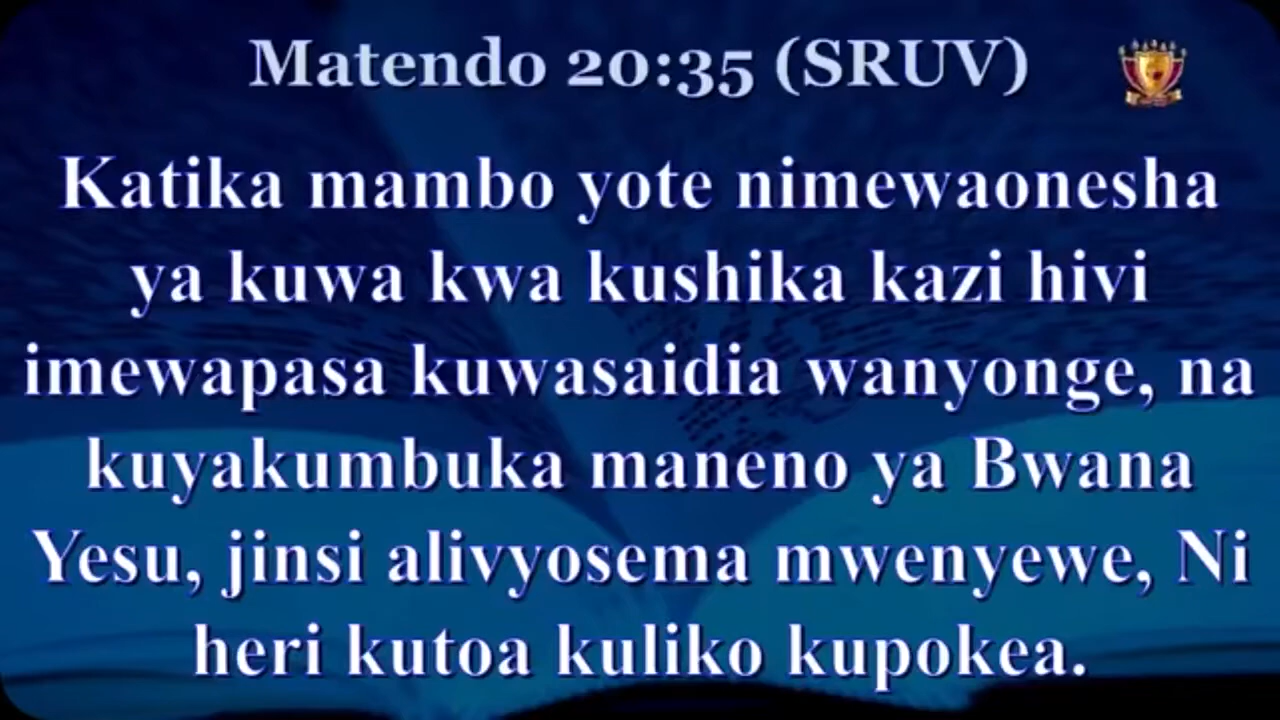 Matendo 20:35 (SRUV)
Katika mambo yote nimewaonesha
ya kuwa kwa kushika kazi hivi
imewapasa kuwasaidia wanyonge, na
kuyakumbuka maneno ya Bwana
Yesu, jinsi alivyosema mwenyewe, Ni
heri kutoa kuliko kupokea.